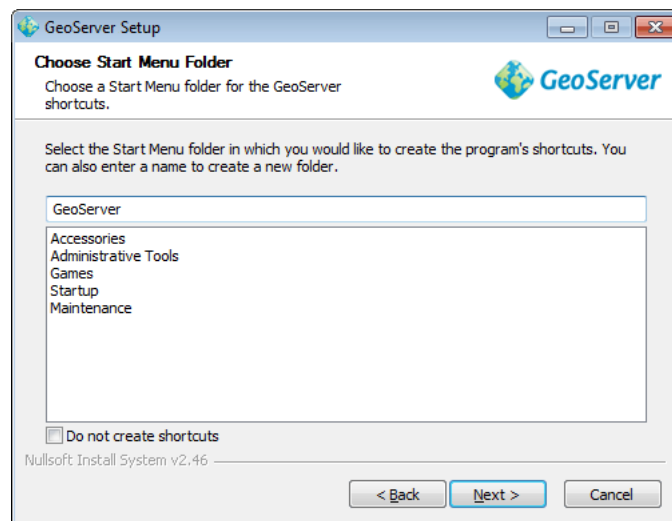 GeoServer Setup
Choose Start Menu Folder
Choose a Start Menu folder for the GeoServer
shortcuts.
GeoServer
Select the Start Menu folder in which you would like to create the program's shortcuts. You
can also enter a name to create a new folder.
GeoServer
Accessories
Administrative Tools
Games
Startup
Maintenance
Do not create shortcuts
Nullsoft Install System v2.46
< Back
Next >
Cancel